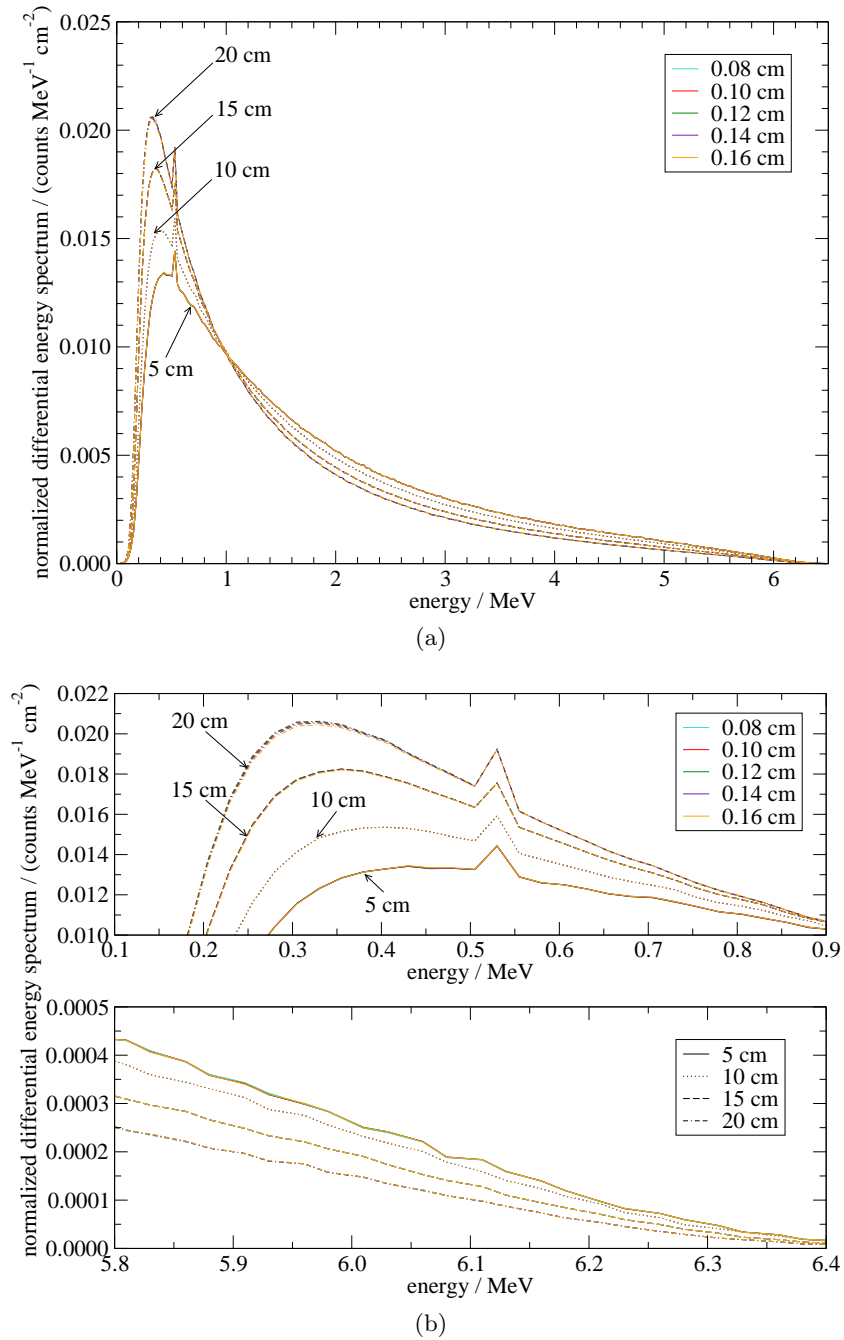 normalized differential energy spectrum / (counts MeV⁻¹ cm⁻²)
0.025
0.020
0.015
0.010
0.005
0.000
20 cm
15 cm
10 cm
5 cm
0.08 cm
0.10 cm
0.12 cm
0.14 cm
0.16 cm
0 1 2 3 4 5 6
energy / MeV
(a)
normalized differential energy spectrum / (counts MeV⁻¹ cm⁻²)
0.022
0.020
0.018
0.016
0.014
0.012
0.010
20 cm
15 cm
10 cm
5 cm
0.08 cm
0.10 cm
0.12 cm
0.14 cm
0.16 cm
0.1 0.2 0.3 0.4 0.5 0.6 0.7 0.8 0.9
energy / MeV
0.0005
0.0004
0.0003
0.0002
0.0001
0.0000
5 cm
10 cm
15 cm
20 cm
5.8 5.9 6.0 6.1 6.2 6.3 6.4
energy / MeV
(b)